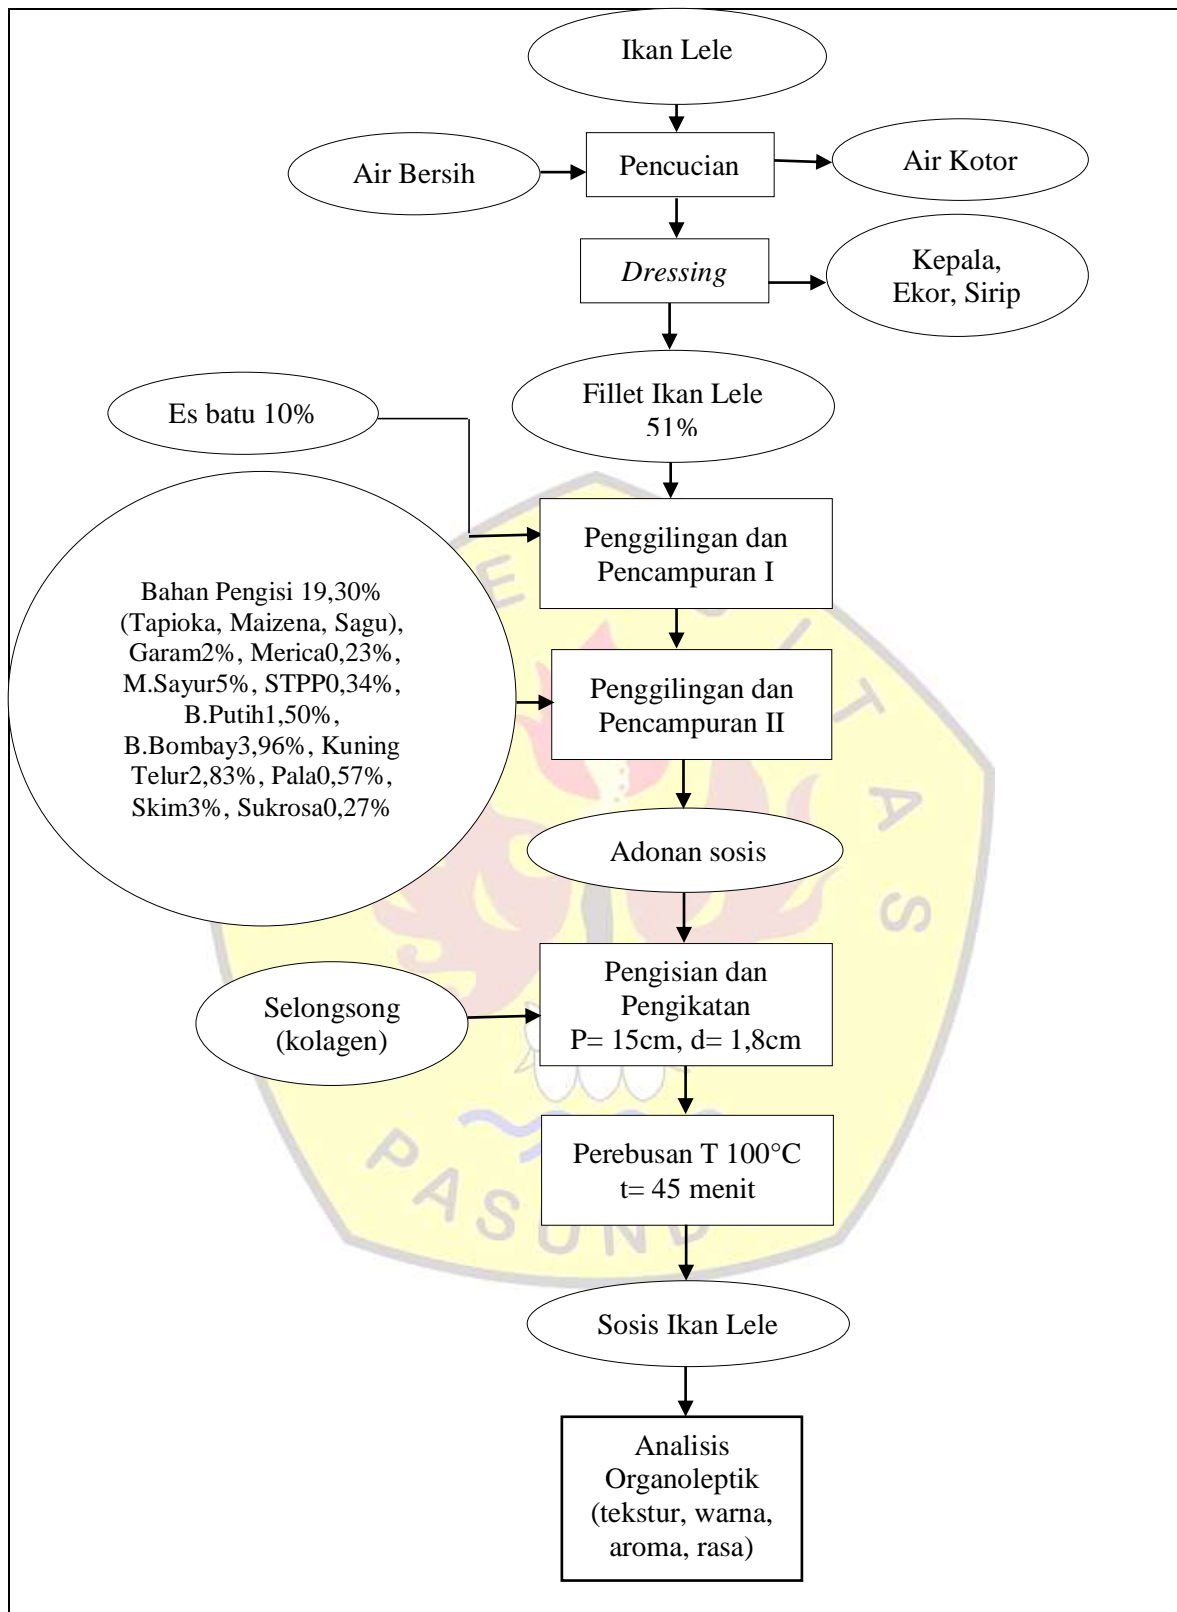 Ikan Lele
Air Bersih
Pencucian
Air Kotor
Dressing
Kepala,
Ekor, Sirip
Fillet Ikan Lele
51%
Es batu 10%
Penggilingan dan
Pencampuran I
Bahan Pengisi 19,30%
(Tapioka, Maizena, Sagu),
Garam2%, Merica0,23%,
M.Sayur5%, STPP0,34%,
B.Putih1,50%,
B.Bombay3,96%, Kuning
Telur2,83%, Pala0,57%,
Skim3%, Sukrosa0,27%
Penggilingan dan
Pencampuran II
Adonan sosis
Selongsong
(kolagen)
Pengisian dan
Pengikatan
P= 15cm, d= 1,8cm
Perebusan T 100°C
t= 45 menit
Sosis Ikan Lele
Analisis
Organoleptik
(tekstur, warna,
aroma, rasa)
E
S
I T A S
PASUND